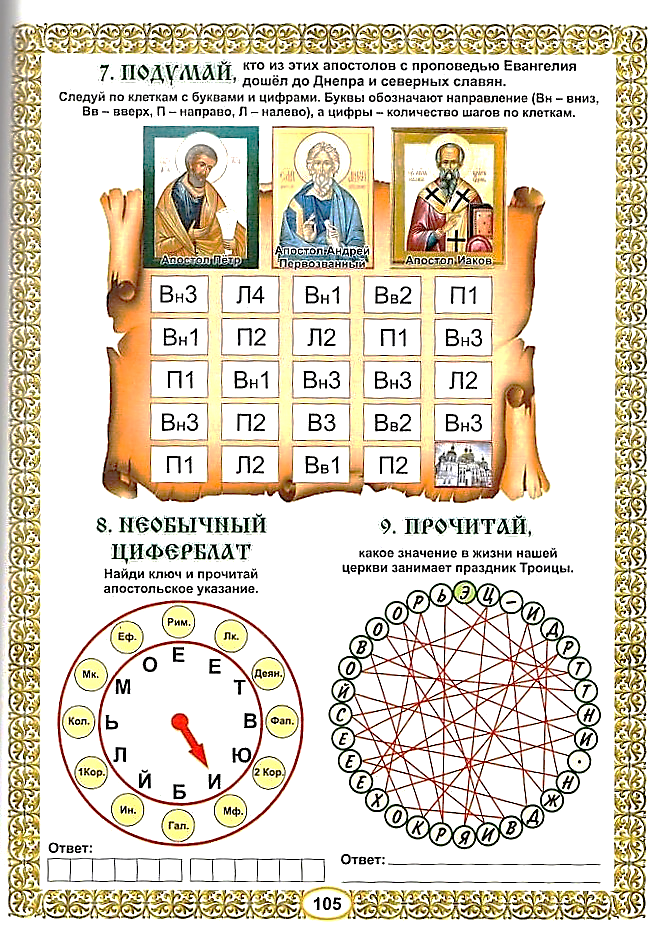 7. ПОДУМАЙ, кто из этих апостолов с проповедью Евангелия
дошёл до Днепра и северных славян.
Следуй по клеткам с буквами и цифрами. Буквы обозначают направление (Вн – вниз,
Вв – вверх, П – направо, Л – налево), а цифры – количество шагов по клеткам.
Апостол Пётр
Апостол Андрей
Первозванный
Апостол Иаков
Вн3 Л4 Вн1 Вв2 П1
Вн1 П2 Л2 П1 Вн3
П1 Вн1 Вн3 Вн3 Л2
Вн3 П2 В3 Вв2 Вн3
П1 Л2 Вв1 П2
8. НЕОБЫЧНЫЙ
ЦИФЕРБЛАТ
Найди ключ и прочитай
апостольское указание.
Рим.
Лк.
Деян.
Фал.
2 Кор.
Мф.
Гал.
Ин.
1Кор.
Кол.
Мк.
Еф.
Е
Е
Т
В
Ю
И
Б
Й
Л
Ь
М
О
Ответ:
9. ПРОЧИТАЙ,
какое значение в жизни нашей
церкви занимает праздник Троицы.
Э Ц – И Д Р Т Т Н И . Н Ж Д В И Я Р К О Х Е Е Е С Й О В О О Р Ь
Ответ:
105